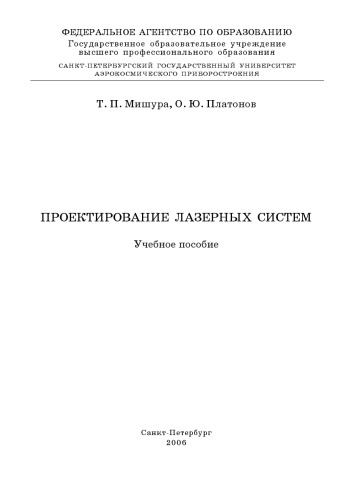 ФЕДЕРАЛЬНОЕ АГЕНТСТВО ПО ОБРАЗОВАНИЮ
Государственное образовательное учреждение
высшего профессионального образования
САНКТ-ПЕТЕРБУРГСКИЙ ГОСУДАРСТВЕННЫЙ УНИВЕРСИТЕТ
АЭРОКОСМИЧЕСКОГО ПРИБОРОСТРОЕНИЯ
Т. П. Мишура, О. Ю. Платонов
ПРОЕКТИРОВАНИЕ ЛАЗЕРНЫХ СИСТЕМ
Учебное пособие
Санкт-Петербург
2006